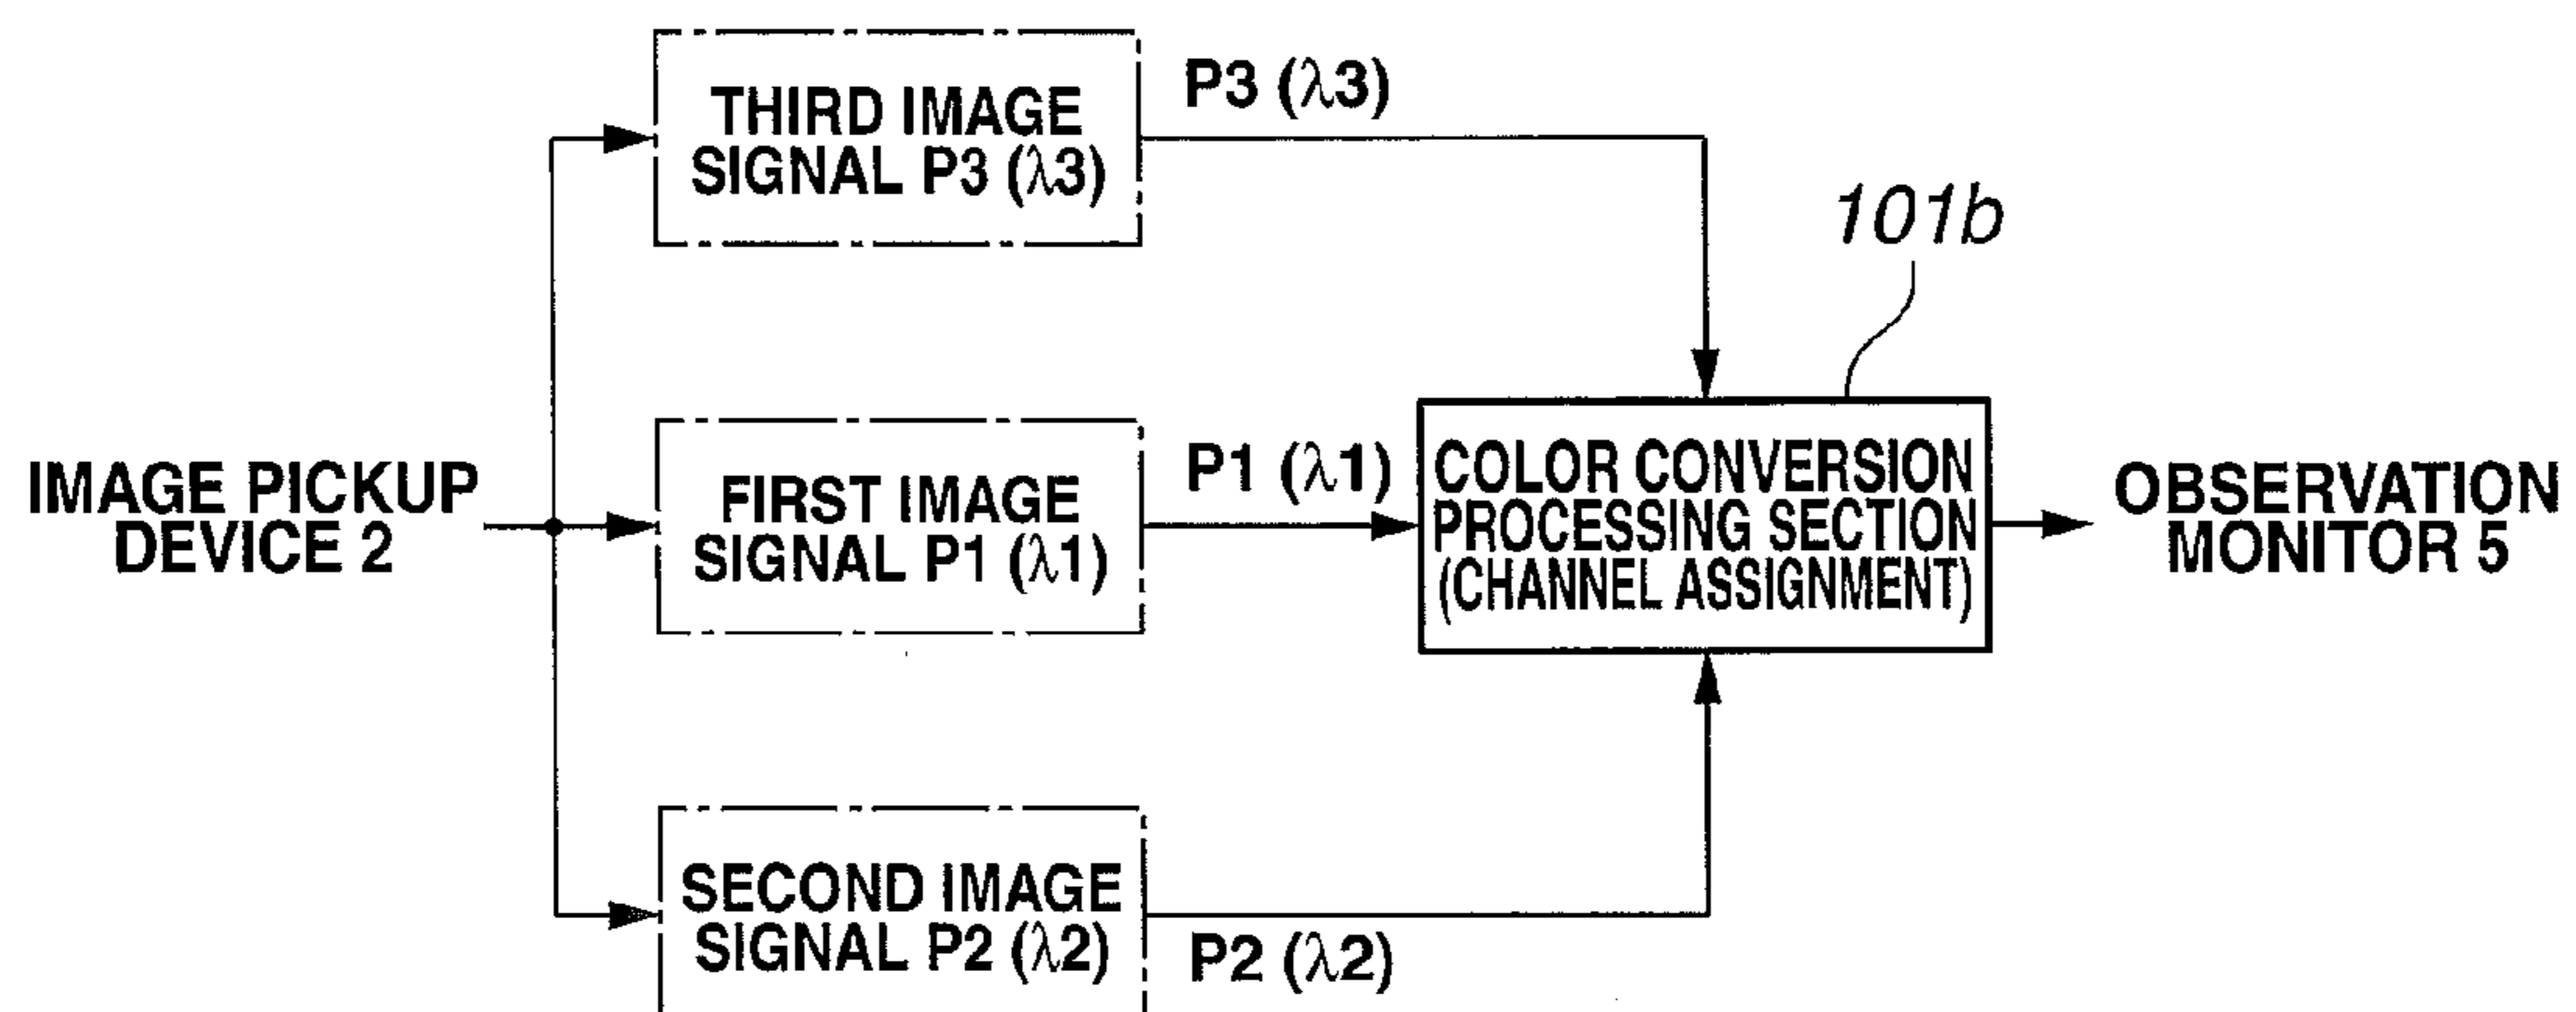 THIRD IMAGE
SIGNAL P3 (λ3)
P3 (λ3)
101b
IMAGE PICKUP
DEVICE 2
FIRST IMAGE
SIGNAL P1 (λ1)
P1 (λ1)
COLOR CONVERSION
PROCESSING SECTION
(CHANNEL ASSIGNMENT)
OBSERVATION
MONITOR 5
SECOND IMAGE
SIGNAL P2 (λ2)
P2 (λ2)